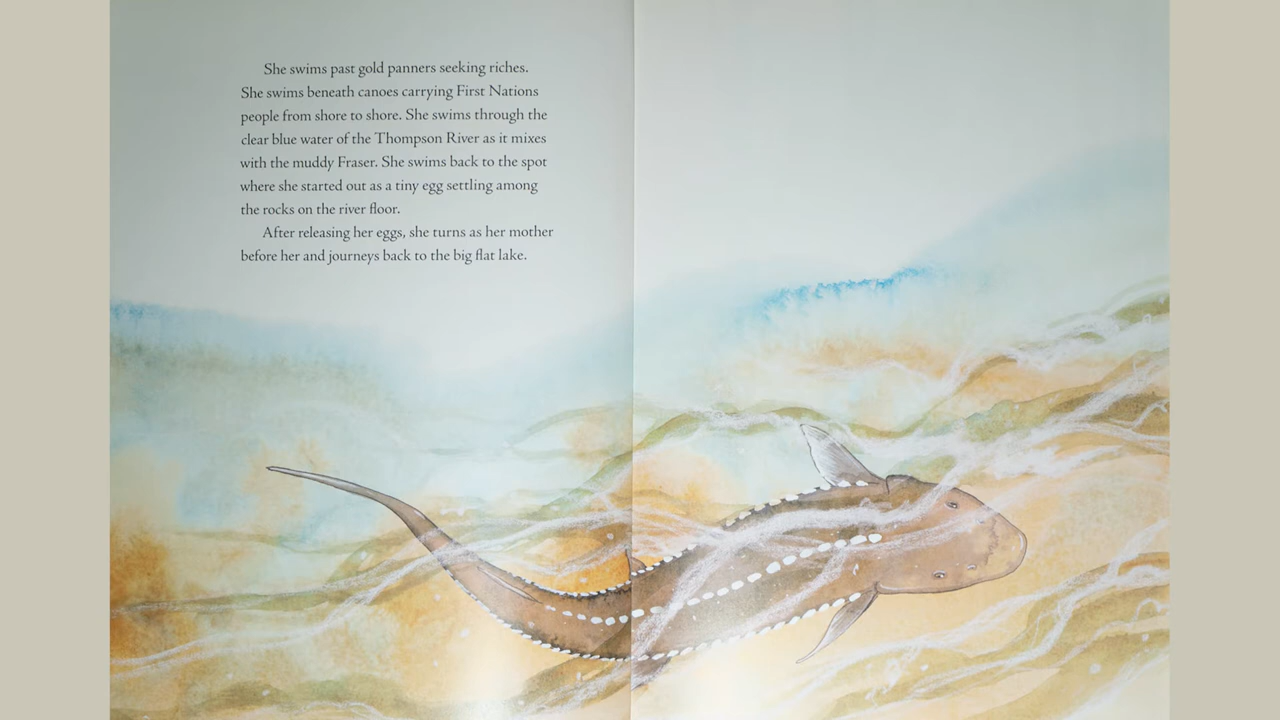 She swims past gold panners seeking riches.
She swims beneath canoes carrying First Nations
people from shore to shore. She swims through the
clear blue water of the Thompson River as it mixes
with the muddy Fraser. She swims back to the spot
where she started out as a tiny egg settling among
the rocks on the river floor.
After releasing her eggs, she turns as her mother
before her and journeys back to the big flat lake.